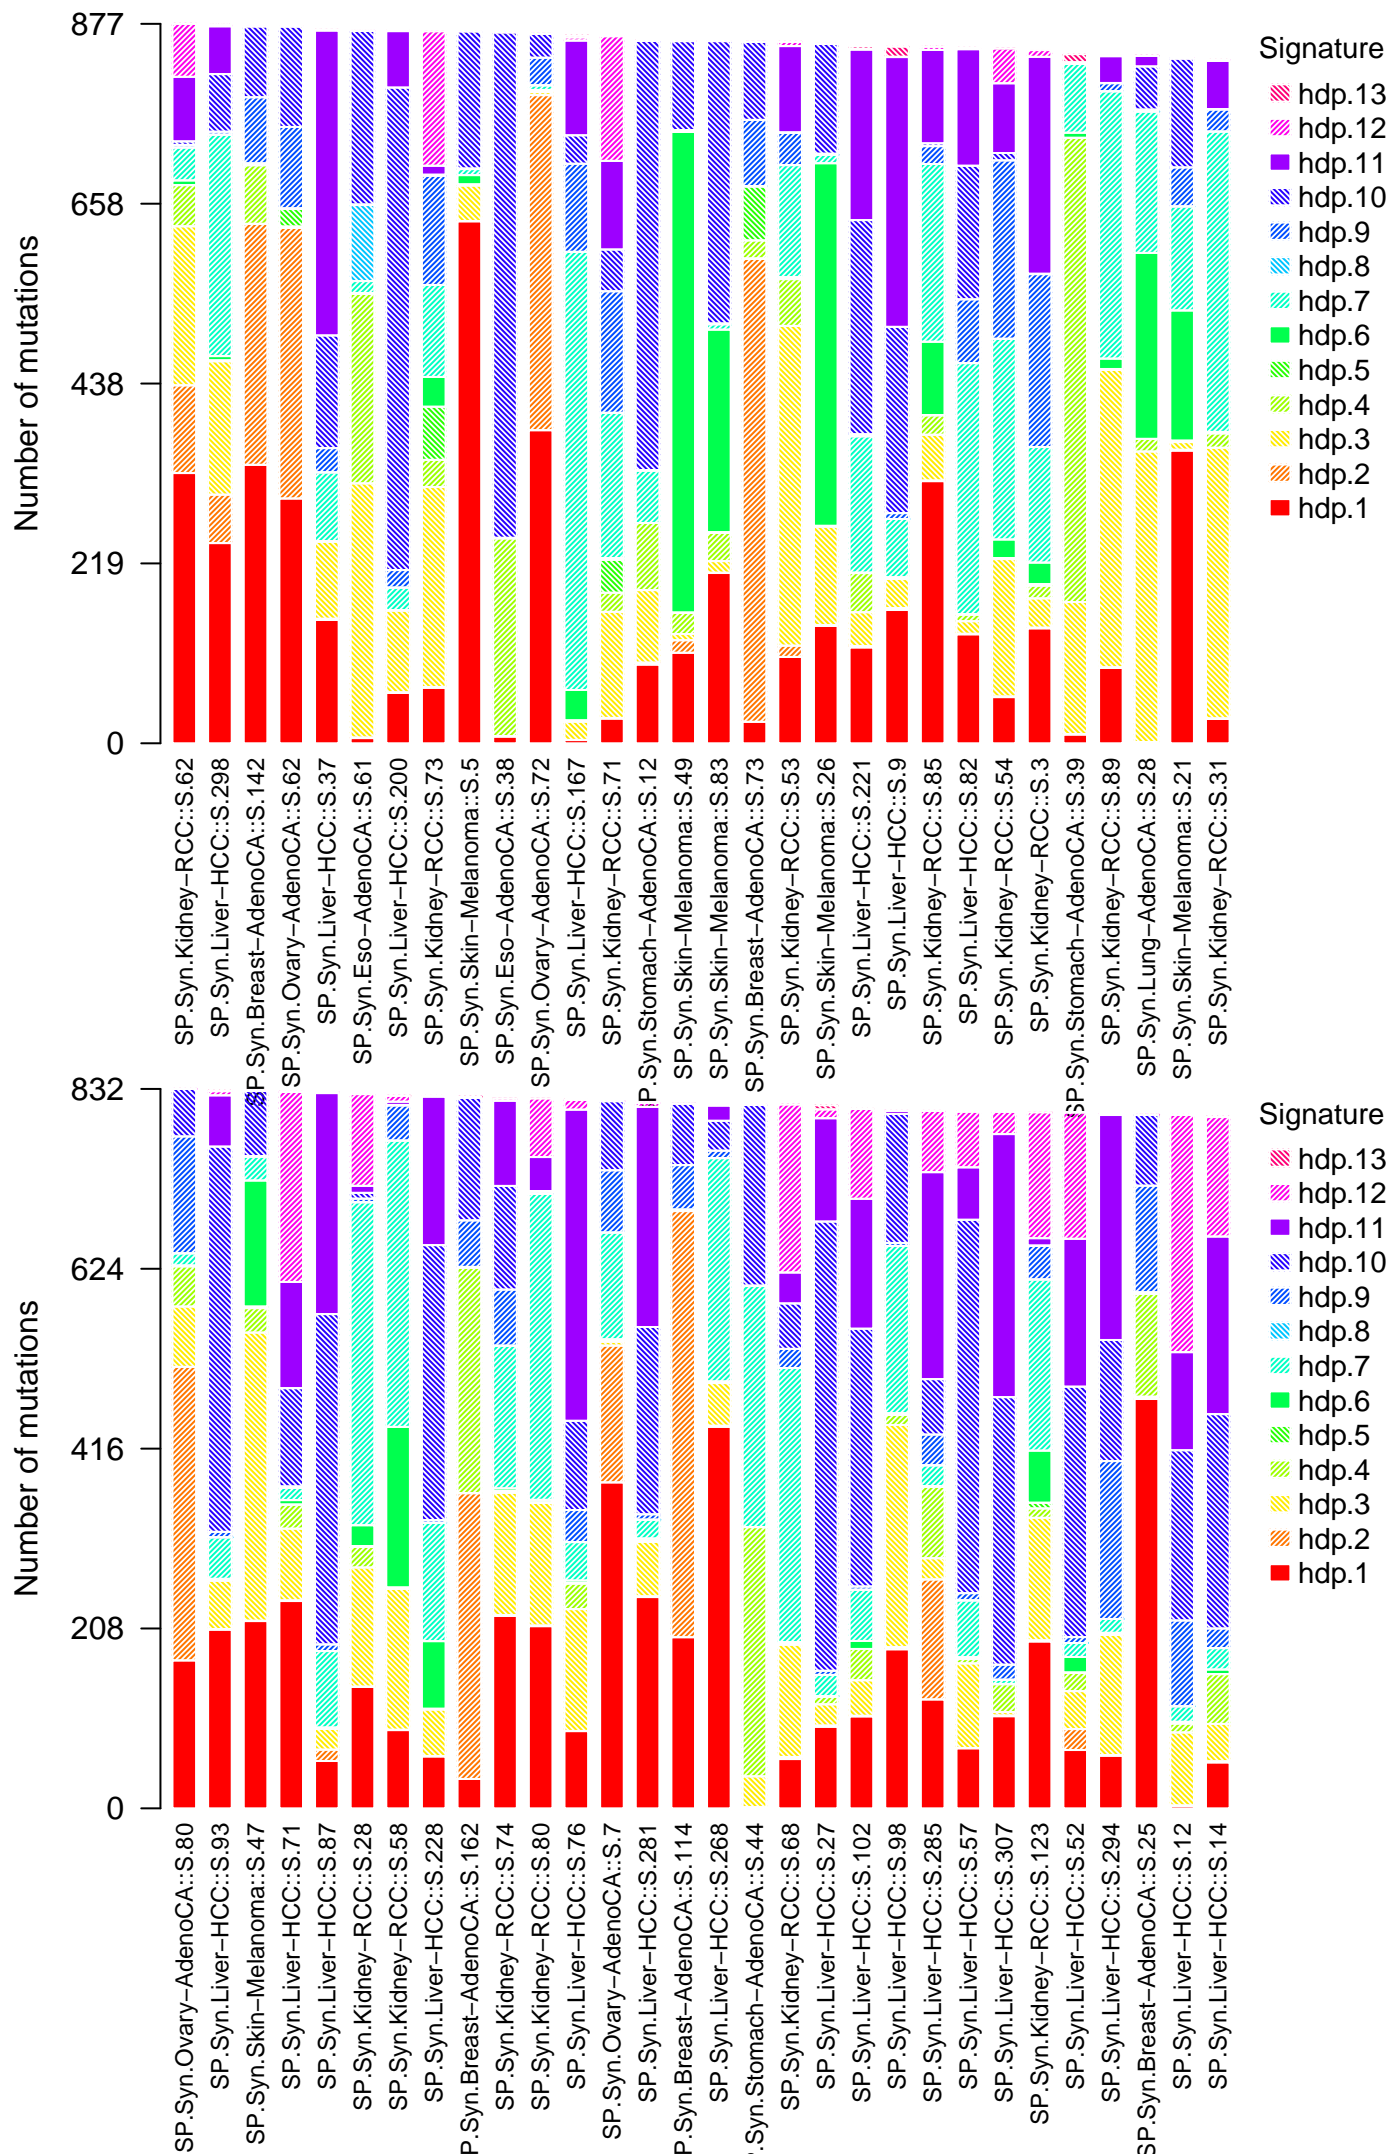 Number of mutations
877
658
438
219
0
Signature
hdp.13
hdp.12
hdp.11
hdp.10
hdp.9
hdp.8
hdp.7
hdp.6
hdp.5
hdp.4
hdp.3
hdp.2
hdp.1
SP.Syn.Kidney−RCC::S.62
SP.Syn.Liver−HCC::S.298
SP.Syn.Breast−AdenoCA::S.142
SP.Syn.Ovary−AdenoCA::S.62
SP.Syn.Liver−HCC::S.37
SP.Syn.Eso−AdenoCA::S.61
SP.Syn.Liver−HCC::S.200
SP.Syn.Kidney−RCC::S.73
SP.Syn.Skin−Melanoma::S.5
SP.Syn.Eso−AdenoCA::S.38
SP.Syn.Ovary−AdenoCA::S.72
SP.Syn.Liver−HCC::S.167
SP.Syn.Kidney−RCC::S.71
P.Syn.Stomach−AdenoCA::S.12
SP.Syn.Skin−Melanoma::S.49
SP.Syn.Skin−Melanoma::S.83
SP.Syn.Breast−AdenoCA::S.73
SP.Syn.Kidney−RCC::S.53
SP.Syn.Skin−Melanoma::S.26
SP.Syn.Liver−HCC::S.221
SP.Syn.Liver−HCC::S.9
SP.Syn.Kidney−RCC::S.85
SP.Syn.Liver−HCC::S.82
SP.Syn.Kidney−RCC::S.54
SP.Syn.Kidney−RCC::S.3
SP.Syn.Stomach−AdenoCA::S.39
SP.Syn.Kidney−RCC::S.89
SP.Syn.Lung−AdenoCA::S.28
SP.Syn.Skin−Melanoma::S.21
SP.Syn.Kidney−RCC::S.31
Number of mutations
832
624
416
208
0
Signature
hdp.13
hdp.12
hdp.11
hdp.10
hdp.9
hdp.8
hdp.7
hdp.6
hdp.5
hdp.4
hdp.3
hdp.2
hdp.1
SP.Syn.Ovary−AdenoCA::S.80
SP.Syn.Liver−HCC::S.93
SP.Syn.Skin−Melanoma::S.47
SP.Syn.Liver−HCC::S.71
SP.Syn.Liver−HCC::S.87
SP.Syn.Kidney−RCC::S.28
SP.Syn.Kidney−RCC::S.58
SP.Syn.Liver−HCC::S.228
P.Syn.Breast−AdenoCA::S.162
SP.Syn.Kidney−RCC::S.74
SP.Syn.Kidney−RCC::S.80
SP.Syn.Liver−HCC::S.76
SP.Syn.Ovary−AdenoCA::S.7
SP.Syn.Liver−HCC::S.281
P.Syn.Breast−AdenoCA::S.114
SP.Syn.Liver−HCC::S.268
.Syn.Stomach−AdenoCA::S.44
SP.Syn.Kidney−RCC::S.68
SP.Syn.Liver−HCC::S.27
SP.Syn.Liver−HCC::S.102
SP.Syn.Liver−HCC::S.98
SP.Syn.Liver−HCC::S.285
SP.Syn.Liver−HCC::S.57
SP.Syn.Liver−HCC::S.307
SP.Syn.Kidney−RCC::S.123
SP.Syn.Liver−HCC::S.52
SP.Syn.Liver−HCC::S.294
SP.Syn.Breast−AdenoCA::S.25
SP.Syn.Liver−HCC::S.12
SP.Syn.Liver−HCC::S.14